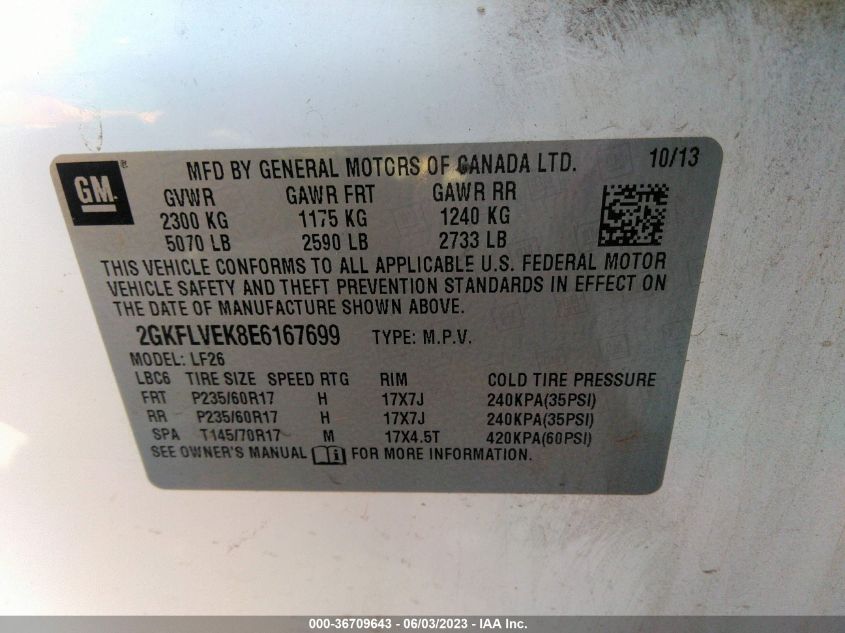 GM
® MFD BY GENERAL MOTORS OF CANADA LTD. 10/13
GVWR GAWR FRT GAWR RR
2300 KG 1175 KG 1240 KG
5070 LB 2590 LB 2733 LB
THIS VEHICLE CONFORMS TO ALL APPLICABLE U.S. FEDERAL MOTOR
VEHICLE SAFETY AND THEFT PREVENTION STANDARDS IN EFFECT ON
THE DATE OF MANUFACTURE SHOWN ABOVE.
2GKFLVEK8E6167699 TYPE: M.P.V.
MODEL: LF26
LBC6 TIRE SIZE SPEED RTG RIM COLD TIRE PRESSURE
FRT P235/60R17 H 17X7J 240KPA(35PSI)
RR P235/60R17 H 17X7J 240KPA(35PSI)
SPA T145/70R17 M 17X4.5T 420KPA(60PSI)
SEE OWNER'S MANUAL FOR MORE INFORMATION.
000-36709643 - 06/03/2023 - IAA Inc.